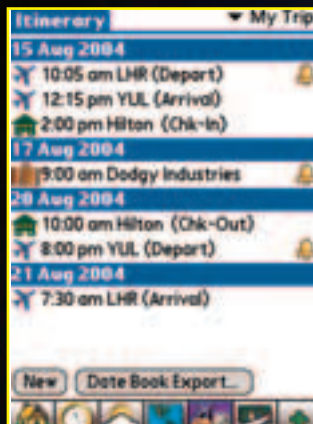 Itinerary My Trip
15 Aug 2004
10:05 am LHR (Depart)
12:15 pm YUL (Arrival)
2:00 pm Hilton (Chk-In)
17 Aug 2004
9:00 am Dodgy Industries
20 Aug 2004
10:00 am Hilton (Chk-Out)
8:00 pm YUL (Depart)
21 Aug 2004
7:30 am LHR (Arrival)
New Date Book Export...